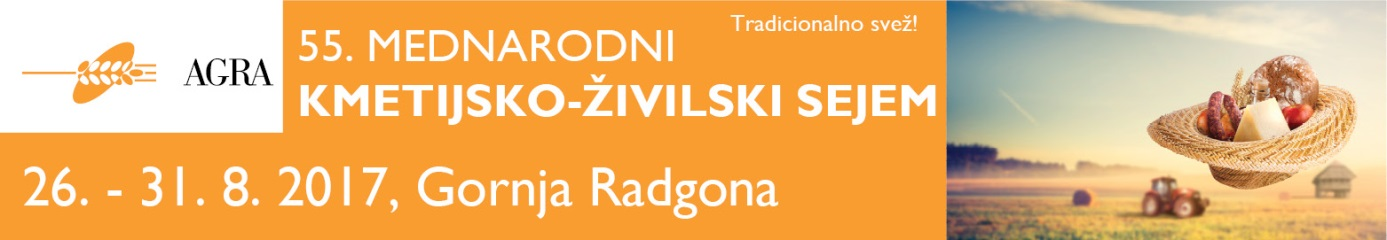 AGRA
Tradicionalno svež!
55. MEDNARODNI
KMETIJSKO-ŽIVILSKI SEJEM
26. - 31. 8. 2017, Gornja Radgona